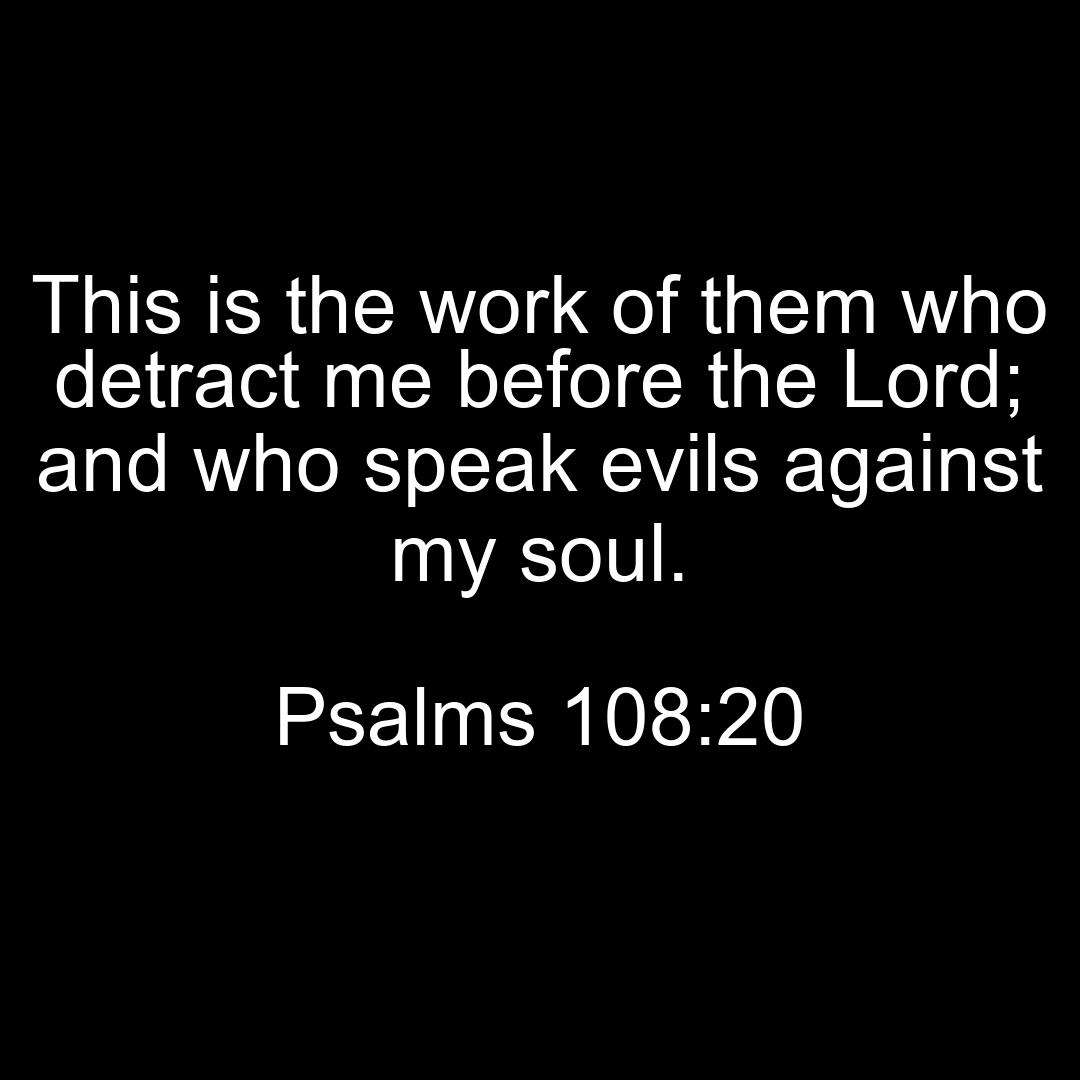 This is the work of them who
detract me before the Lord;
and who speak evils against
my soul.
Psalms 108:20